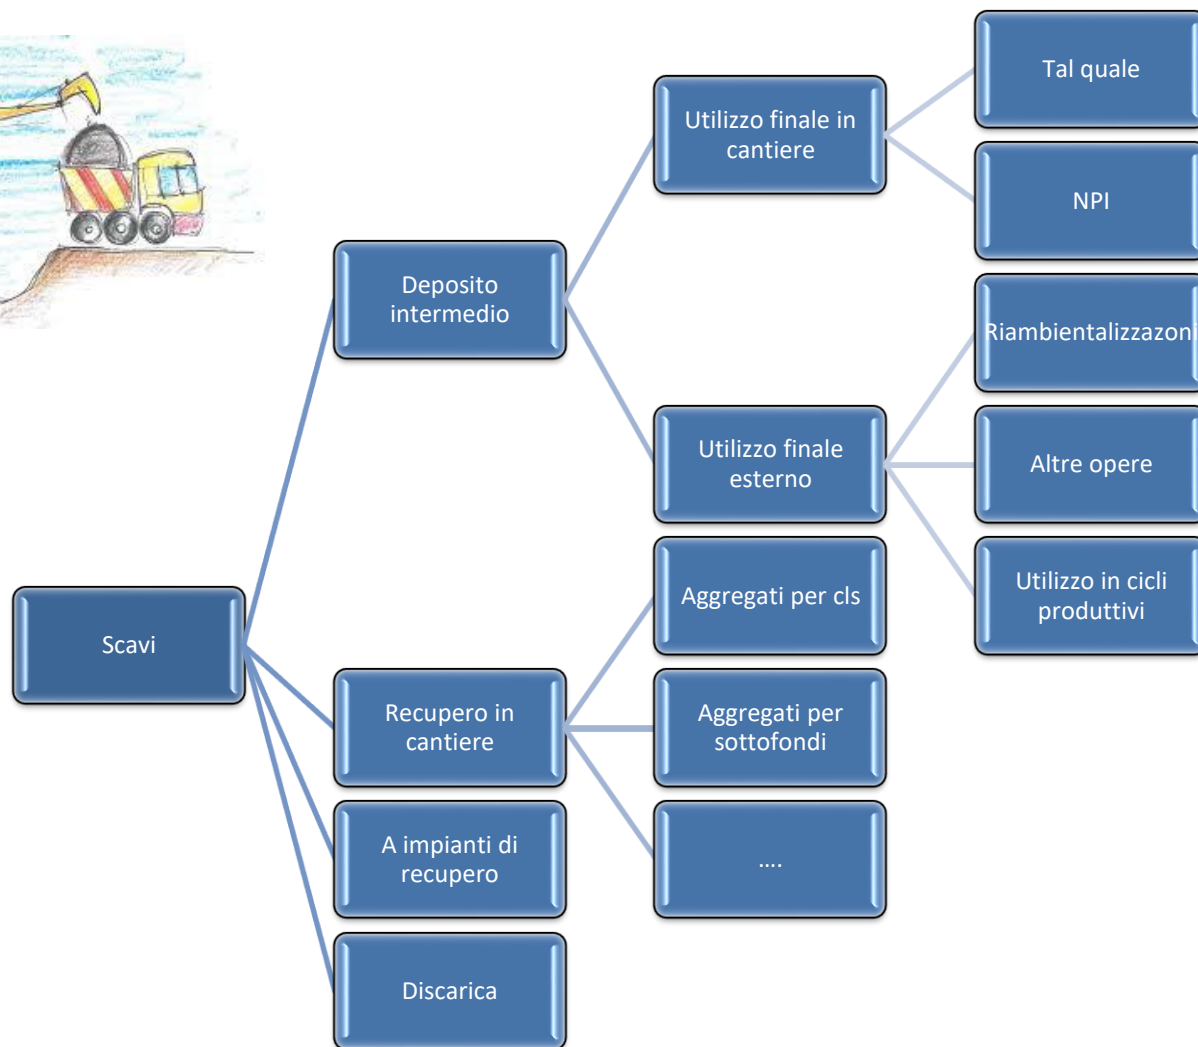 Scavi
Deposito
intermedio
Utilizzo finale in
cantiere
Tal quale
NPI
Utilizzo finale
esterno
Riambientalizzazoni
Altre opere
Utilizzo in cicli
produttivi
Recupero in
cantiere
Aggregati per cls
Aggregati per
sottofondi
....
A impianti di
recupero
Discarica